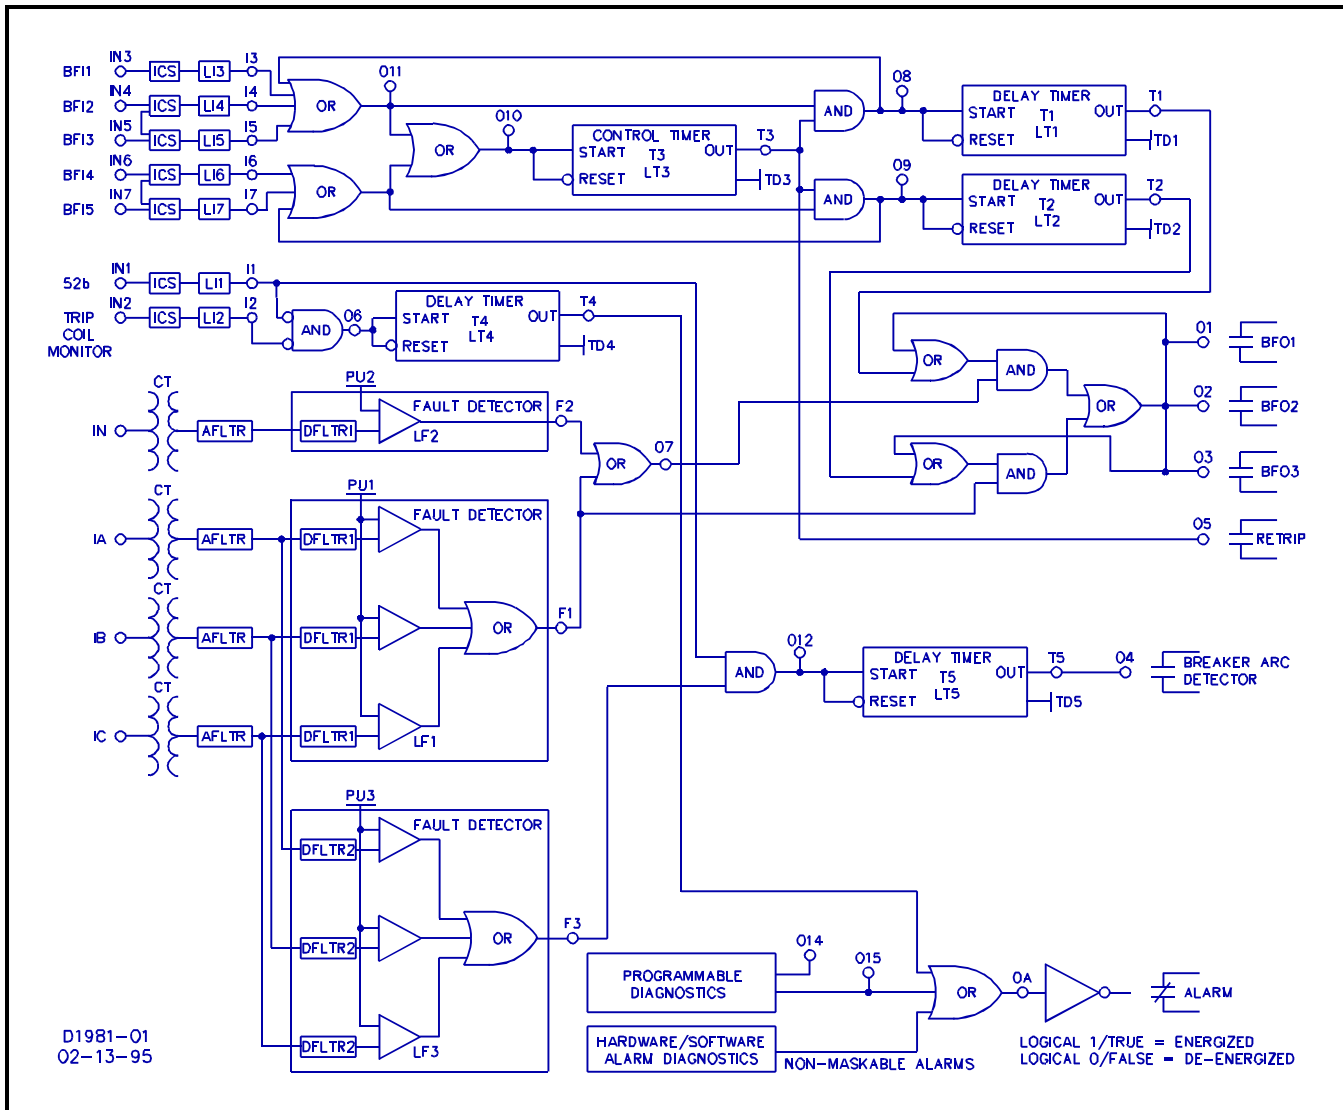 IN3 I3
BFI1 ICS LI3
O11
OR
IN4 I4
BFI2 ICS LI4
IN5 I5
BFI3 ICS LI5
IN6 I6
BFI4 ICS LI6
IN7 I7
BFI5 ICS LI7
OR
OR
O10
CONTROL TIMER
START T3 OUT T3
RESET LT3
TD3
AND
O8
DELAY TIMER
START T1 OUT T1
RESET LT1
TD1
AND
O9
DELAY TIMER
START T2 OUT T2
RESET LT2
TD2
IN1 I1
52b ICS LI1
IN2 I2
TRIP ICS LI2
COIL
MONITOR
AND
O6
DELAY TIMER
START T4 OUT T4
RESET LT4
TD4
OR
AND
OR
OR
AND
O1 BFO1
O2 BFO2
O3 BFO3
O5 RETRIP
CT
IN AFLTR
PU2
FAULT DETECTOR
DFLTR1 LF2
F2
OR
O7
CT
IA AFLTR
PU1
FAULT DETECTOR
DFLTR1
CT
IB AFLTR
DFLTR1
OR
F1
CT
IC AFLTR
DFLTR1 LF1
AND
O12
DELAY TIMER
START T5 OUT T5
RESET LT5
TD5
O4
BREAKER ARC
DETECTOR
PU3
FAULT DETECTOR
DFLTR2
DFLTR2
OR
F3
DFLTR2 LF3
PROGRAMMABLE
DIAGNOSTICS
O14
O15
HARDWARE/SOFTWARE
ALARM DIAGNOSTICS
NON-MASKABLE ALARMS
OR
OA
ALARM
LOGICAL 1/TRUE = ENERGIZED
LOGICAL 0/FALSE = DE-ENERGIZED
D1981-01
02-13-95